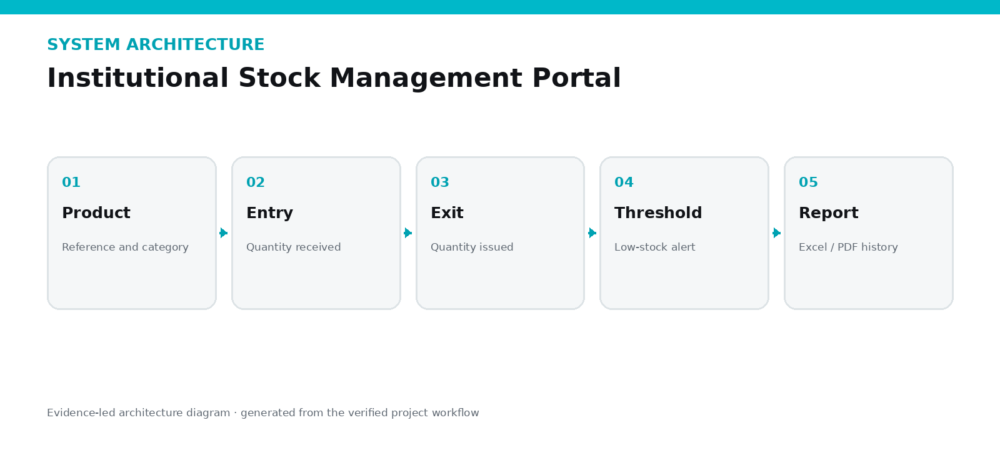 SYSTEM ARCHITECTURE
Institutional Stock Management Portal
01
Product
Reference and category
02
Entry
Quantity received
03
Exit
Quantity issued
04
Threshold
Low-stock alert
05
Report
Excel / PDF history
Evidence-led architecture diagram · generated from the verified project workflow